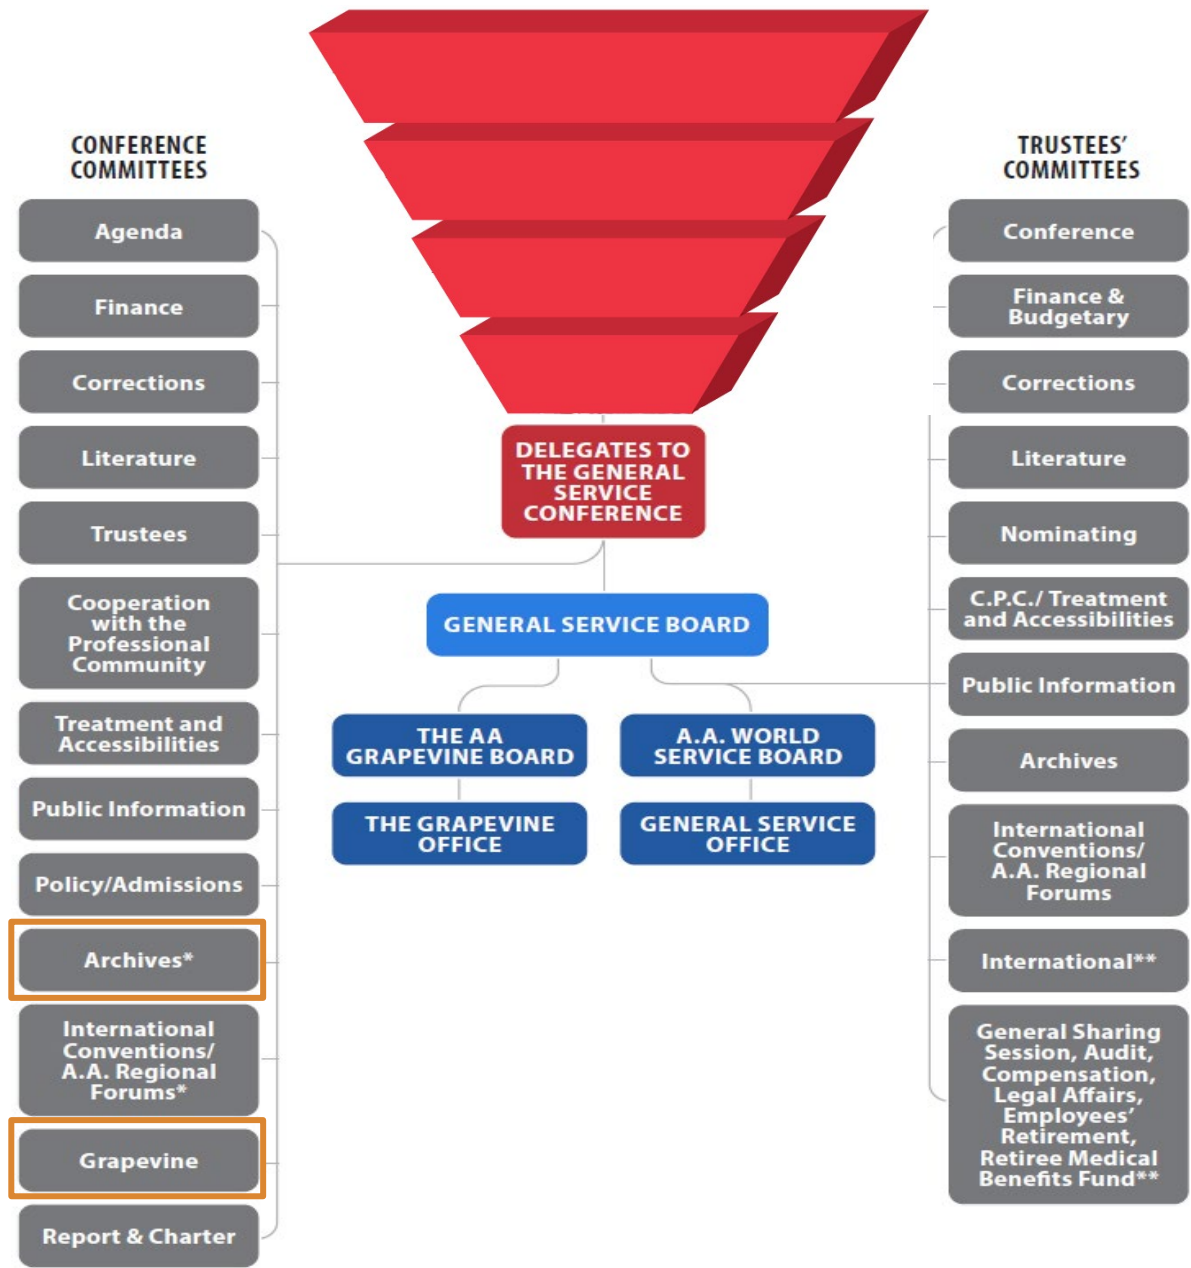 CONFERENCE
COMMITTEES
Agenda
Finance
Corrections
Literature
Trustees
Cooperation
with the
Professional
Community
Treatment and
Accessibilities
Public Information
Policy/Admissions
Archives*
International
Conventions/
A.A. Regional
Forums*
Grapevine
Report & Charter
DELEGATES TO
THE GENERAL
SERVICE
CONFERENCE
GENERAL SERVICE BOARD
THE AA
GRAPEVINE BOARD
A.A. WORLD
SERVICE BOARD
THE GRAPEVINE
OFFICE
GENERAL SERVICE
OFFICE
TRUSTEES’
COMMITTEES
Conference
Finance &
Budgetary
Corrections
Literature
Nominating
C.P.C./ Treatment
and Accessibilities
Public Information
Archives
International
Conventions/
A.A. Regional
Forums
International**
General Sharing
Session, Audit,
Compensation,
Legal Affairs,
Employees’
Retirement,
Retiree Medical
Benefits Fund**